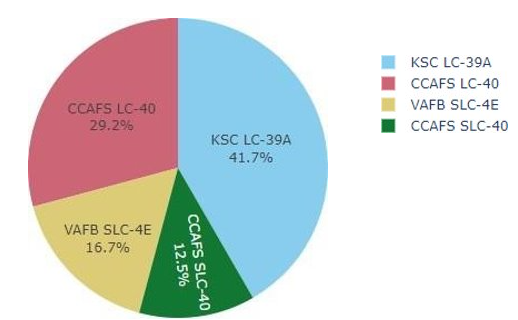 KSC LC-39A
41.7%
CCAFS LC-40
29.2%
VAFB SLC-4E
16.7%
CCAFS SLC-40
12.5%
KSC LC-39A
CCAFS LC-40
VAFB SLC-4E
CCAFS SLC-40